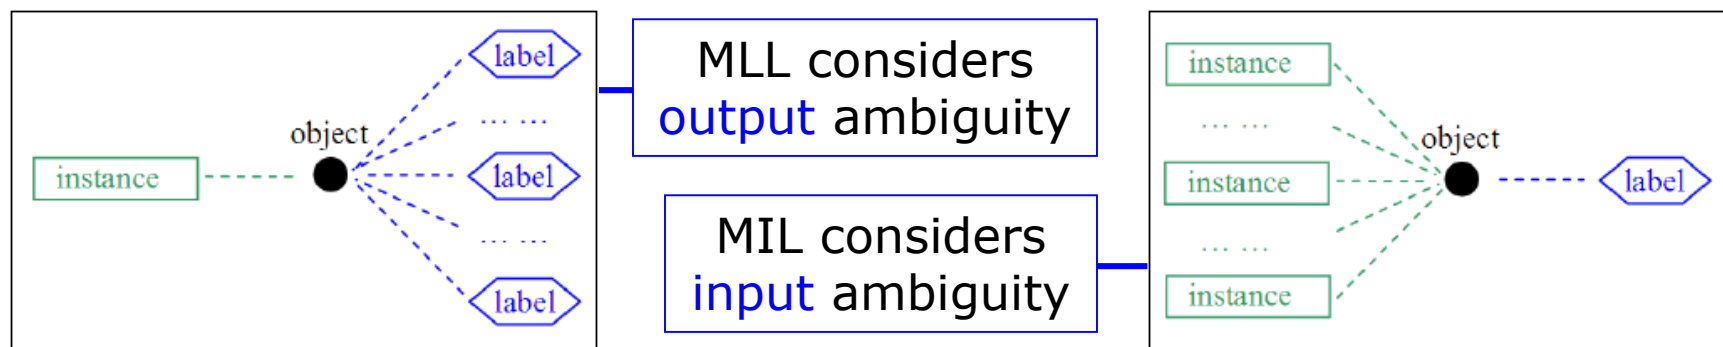 label
... ...
object
instance
label
... ...
label
MLL considers
output ambiguity
MIL considers
input ambiguity
instance
... ...
object
instance
label
... ...
instance